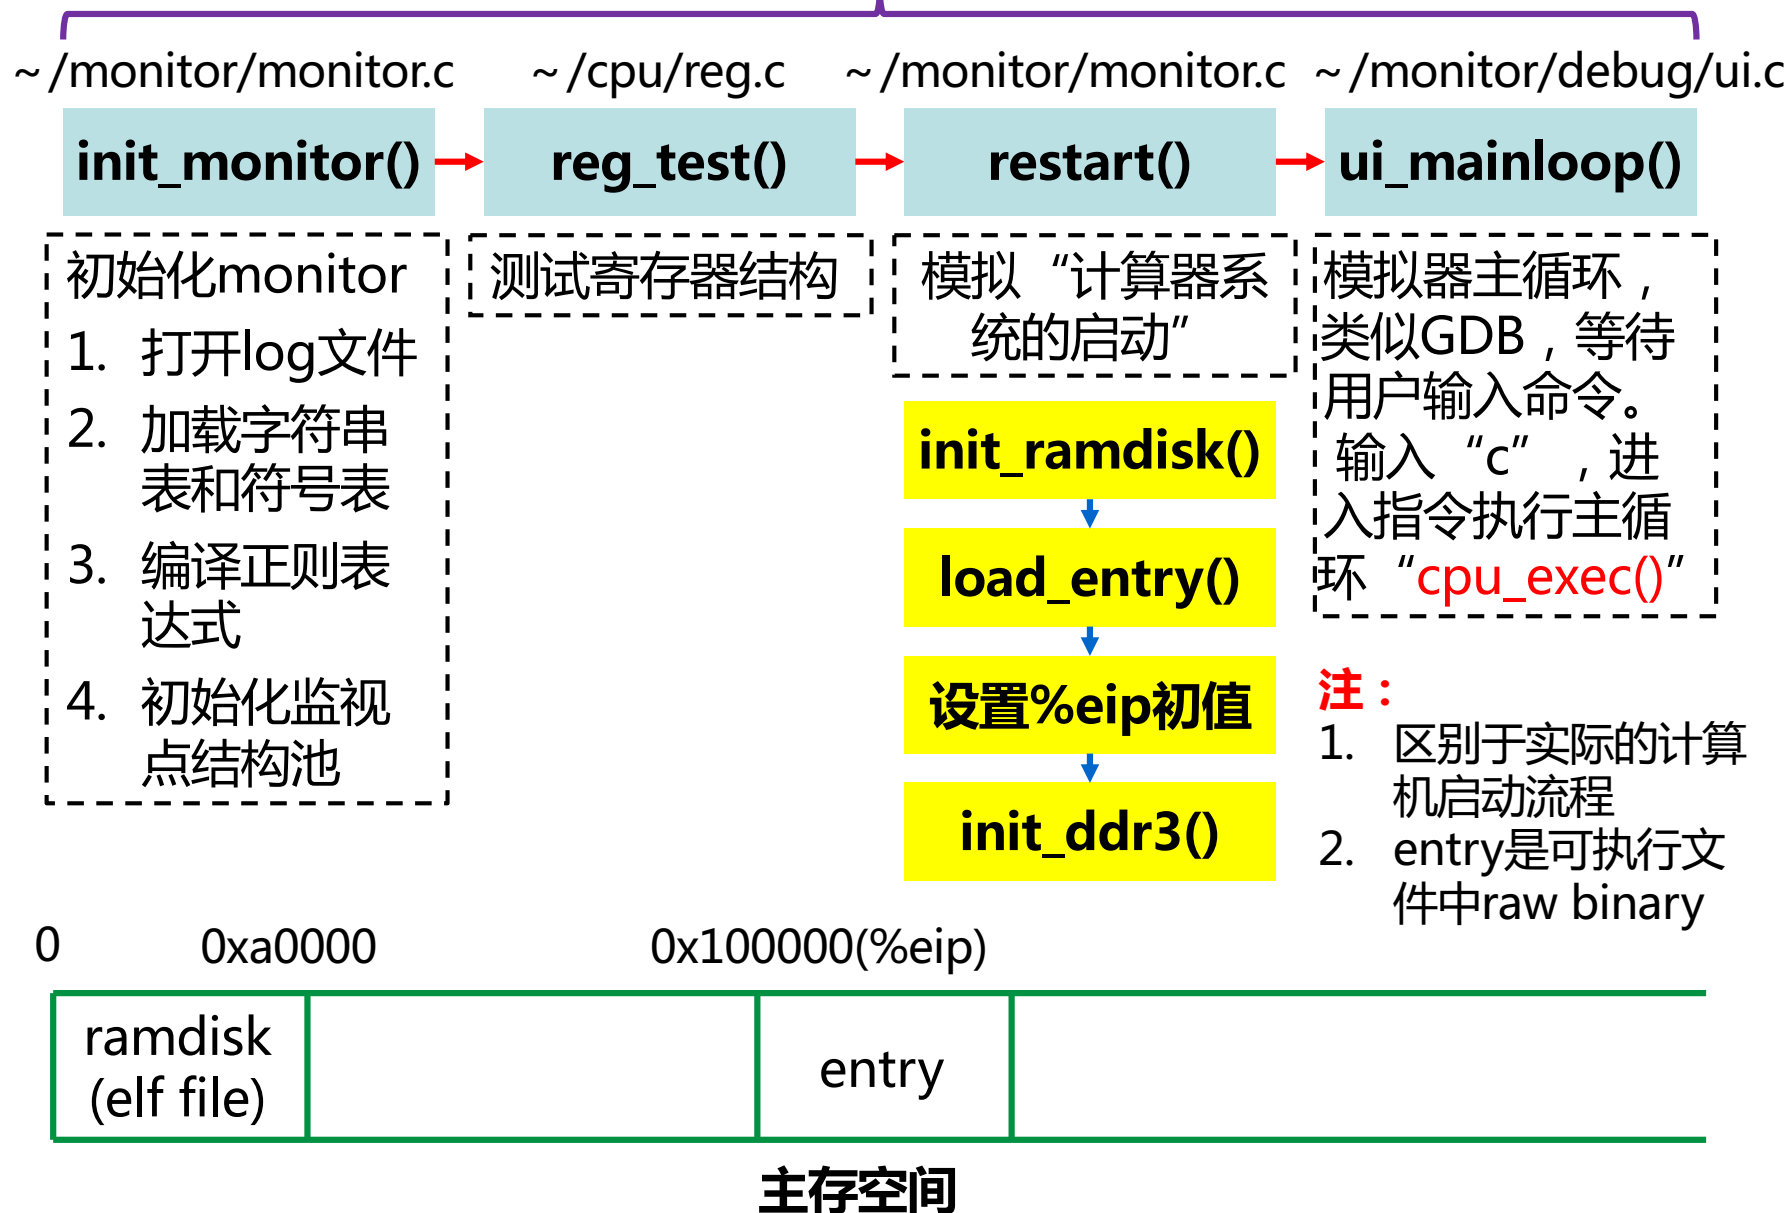 ~/monitor/monitor.c
~/cpu/reg.c
~/monitor/monitor.c
~/monitor/debug/ui.c
init_monitor()
reg_test()
restart()
ui_mainloop()
初始化monitor
1. 打开log文件
2. 加载字符串
表和符号表
3. 编译正则表
达式
4. 初始化监视
点结构池
测试寄存器结构
模拟“计算器系
统的启动”
init_ramdisk()
load_entry()
设置%eip初值
init_ddr3()
模拟器主循环，
类似GDB，等待
用户输入命令。
输入“c”，进
入指令执行主循
环“cpu_exec()”
注：
1. 区别于实际的计算
机启动流程
2. entry是可执行文
件中raw binary
0
0xa0000
0x100000(%eip)
ramdisk
(elf file)
entry
主存空间